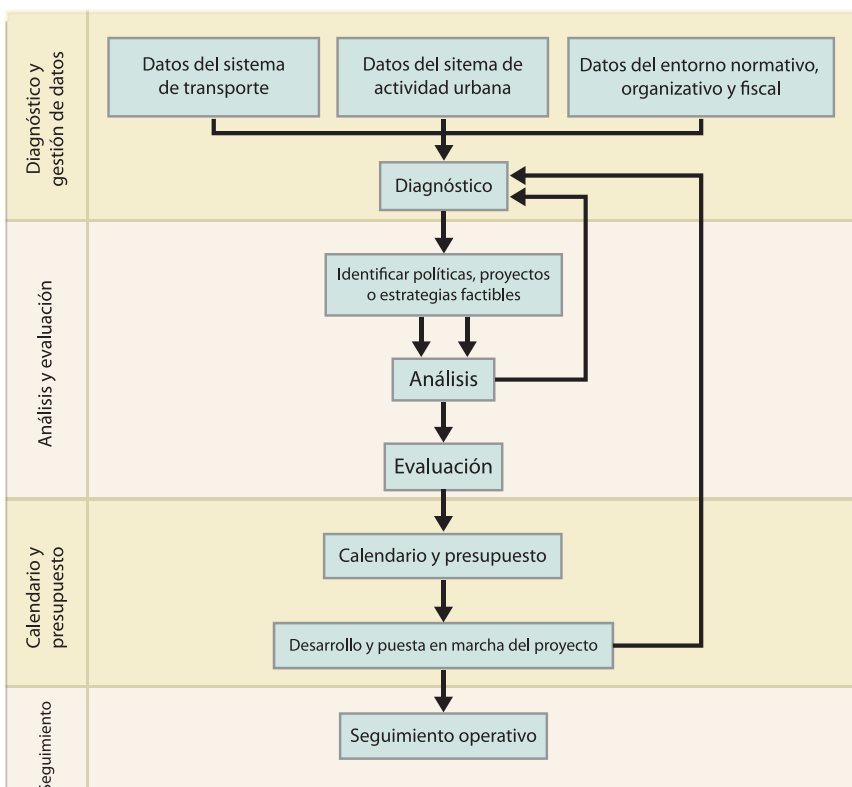 Diagnóstico y
gestión de datos
Datos del sistema
de transporte
Datos del sitema de
actividad urbana
Datos del entorno normativo,
organizativo y fiscal
Diagnóstico
Análisis y evaluación
Identificar políticas, proyectos
o estrategias factibles
Análisis
Evaluación
Calendario y
presupuesto
Calendario y presupuesto
Desarrollo y puesta en marcha del proyecto
Seguimiento
Seguimiento operativo